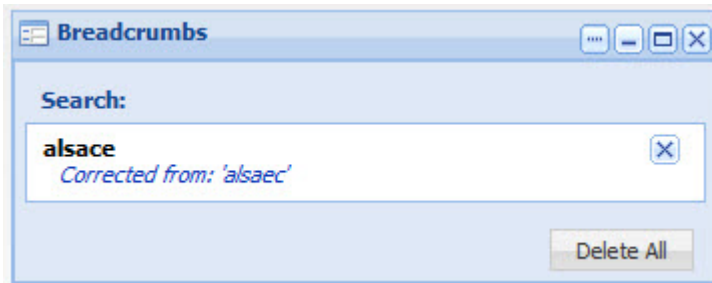 Breadcrumbs
Search:
alsace
Corrected from: 'alsaec'
Delete All